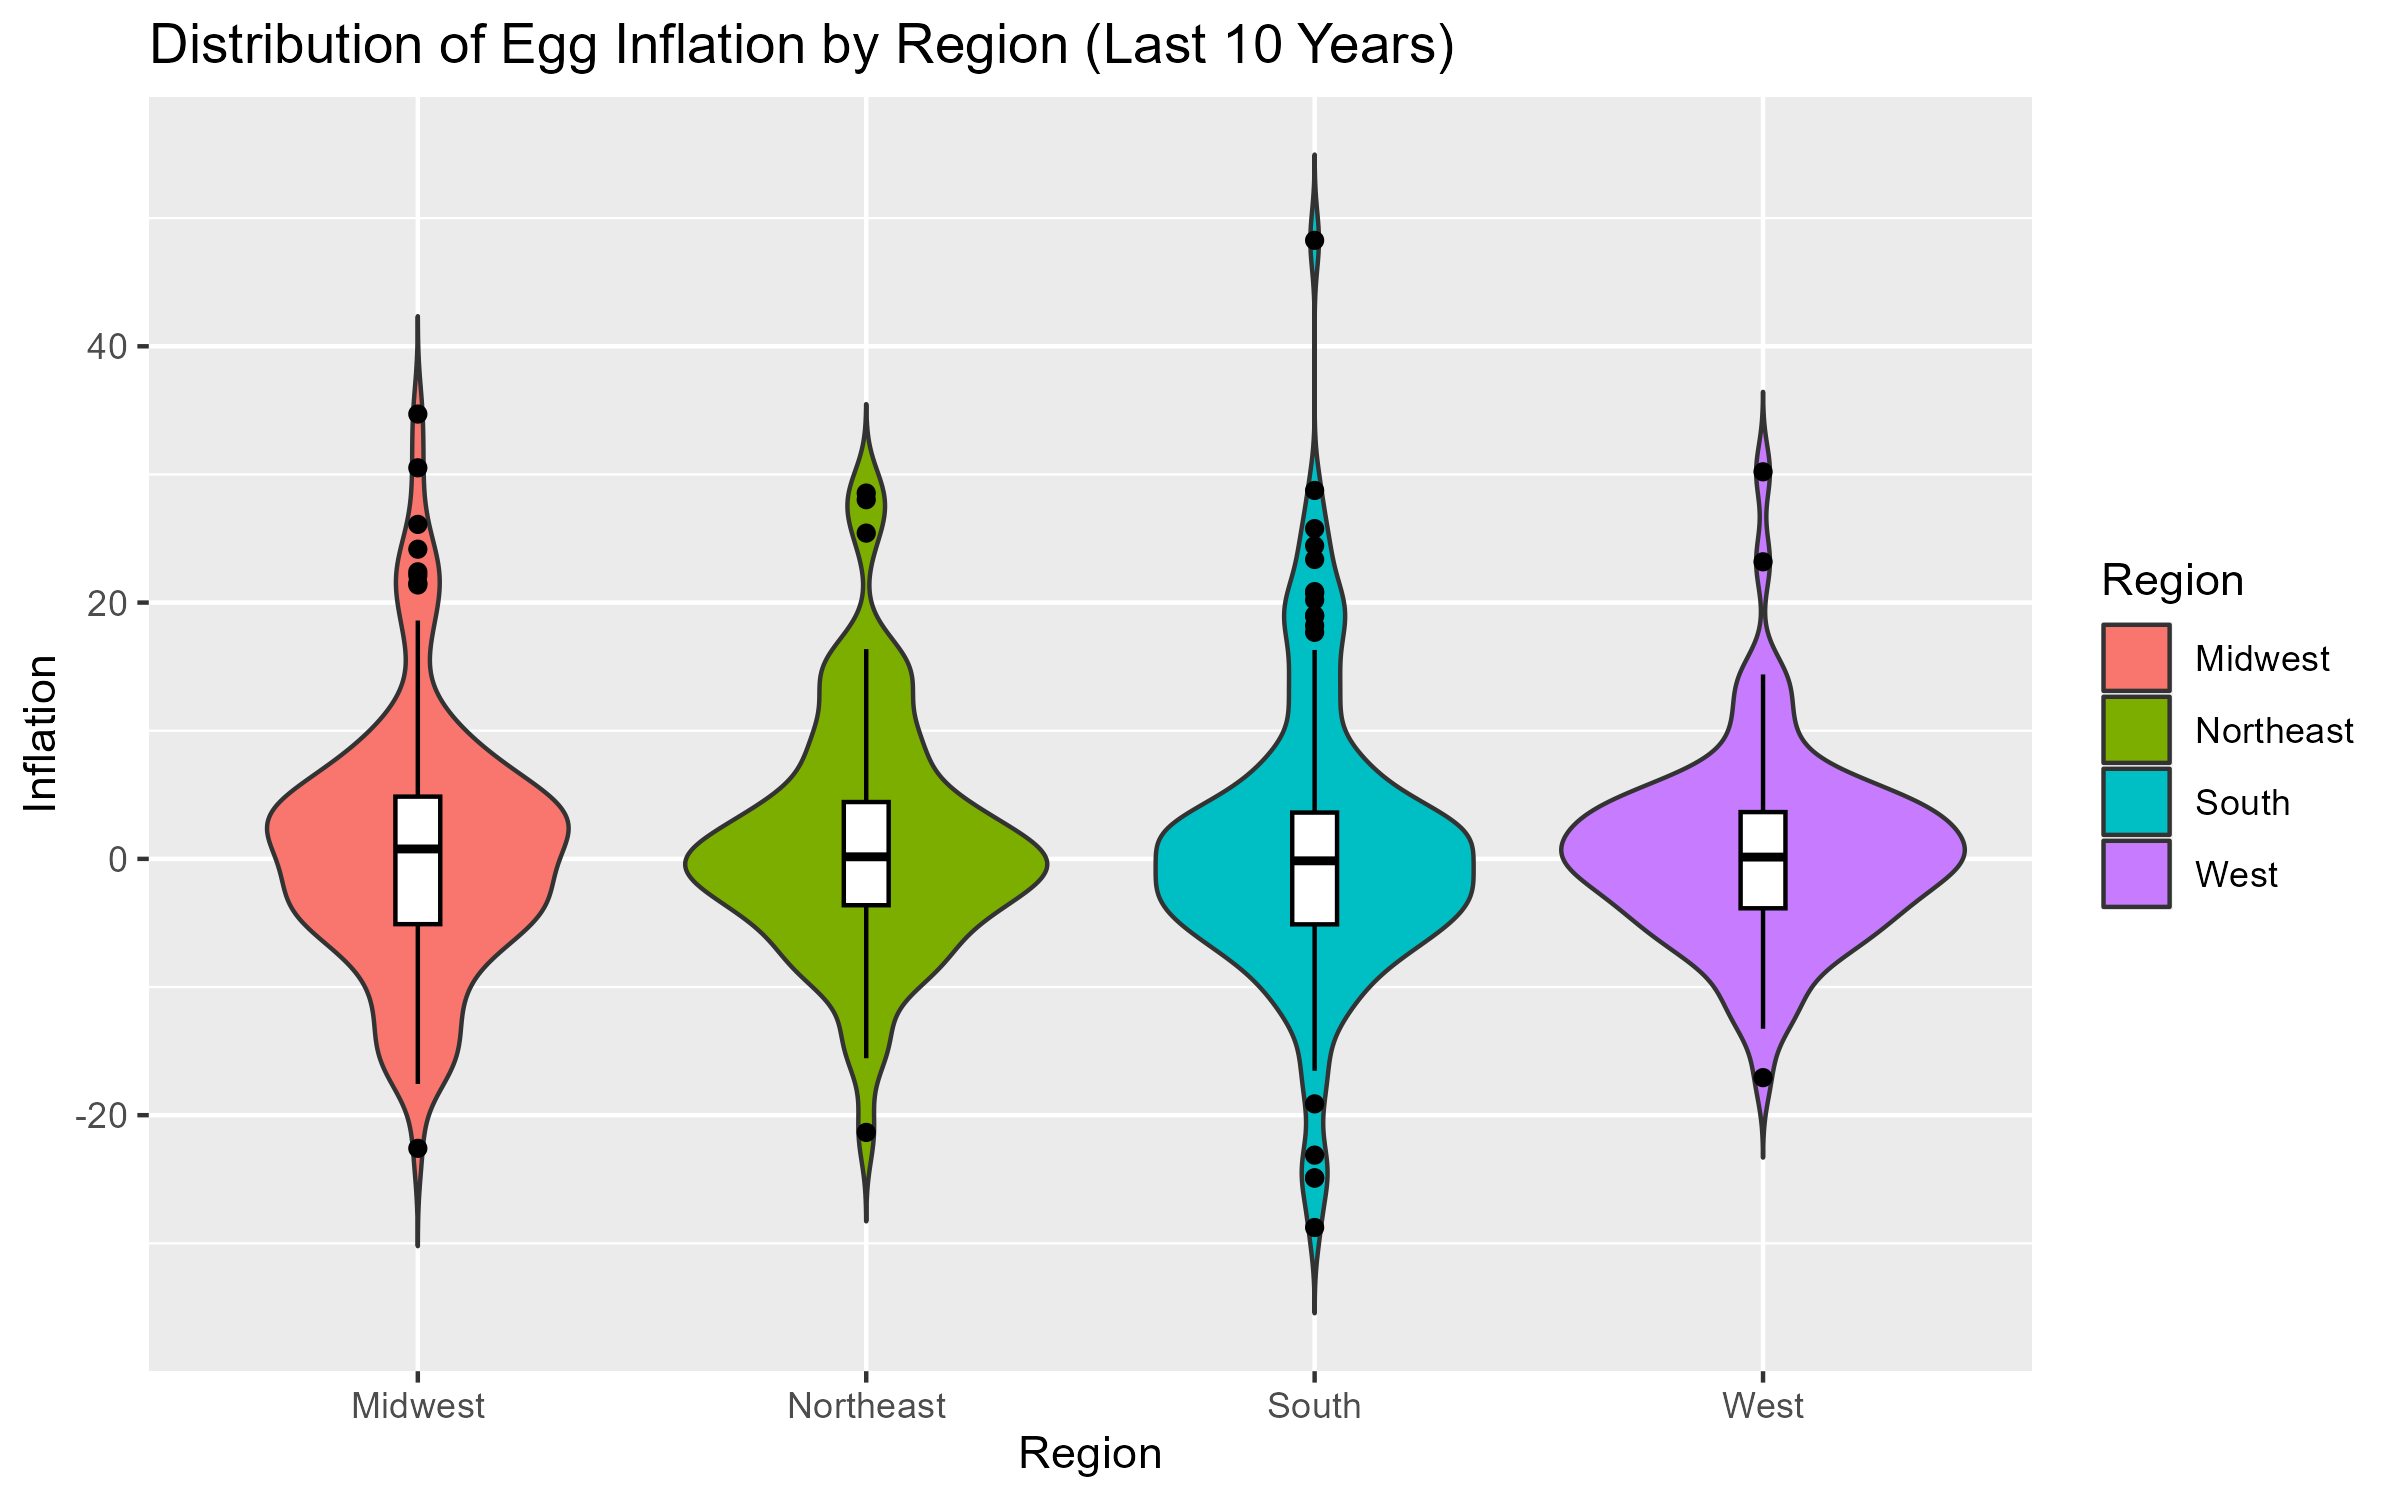 Distribution of Egg Inflation by Region (Last 10 Years)
Inflation
40
20
0
-20
Midwest
Northeast
South
West
Region
Region
Midwest
Northeast
South
West